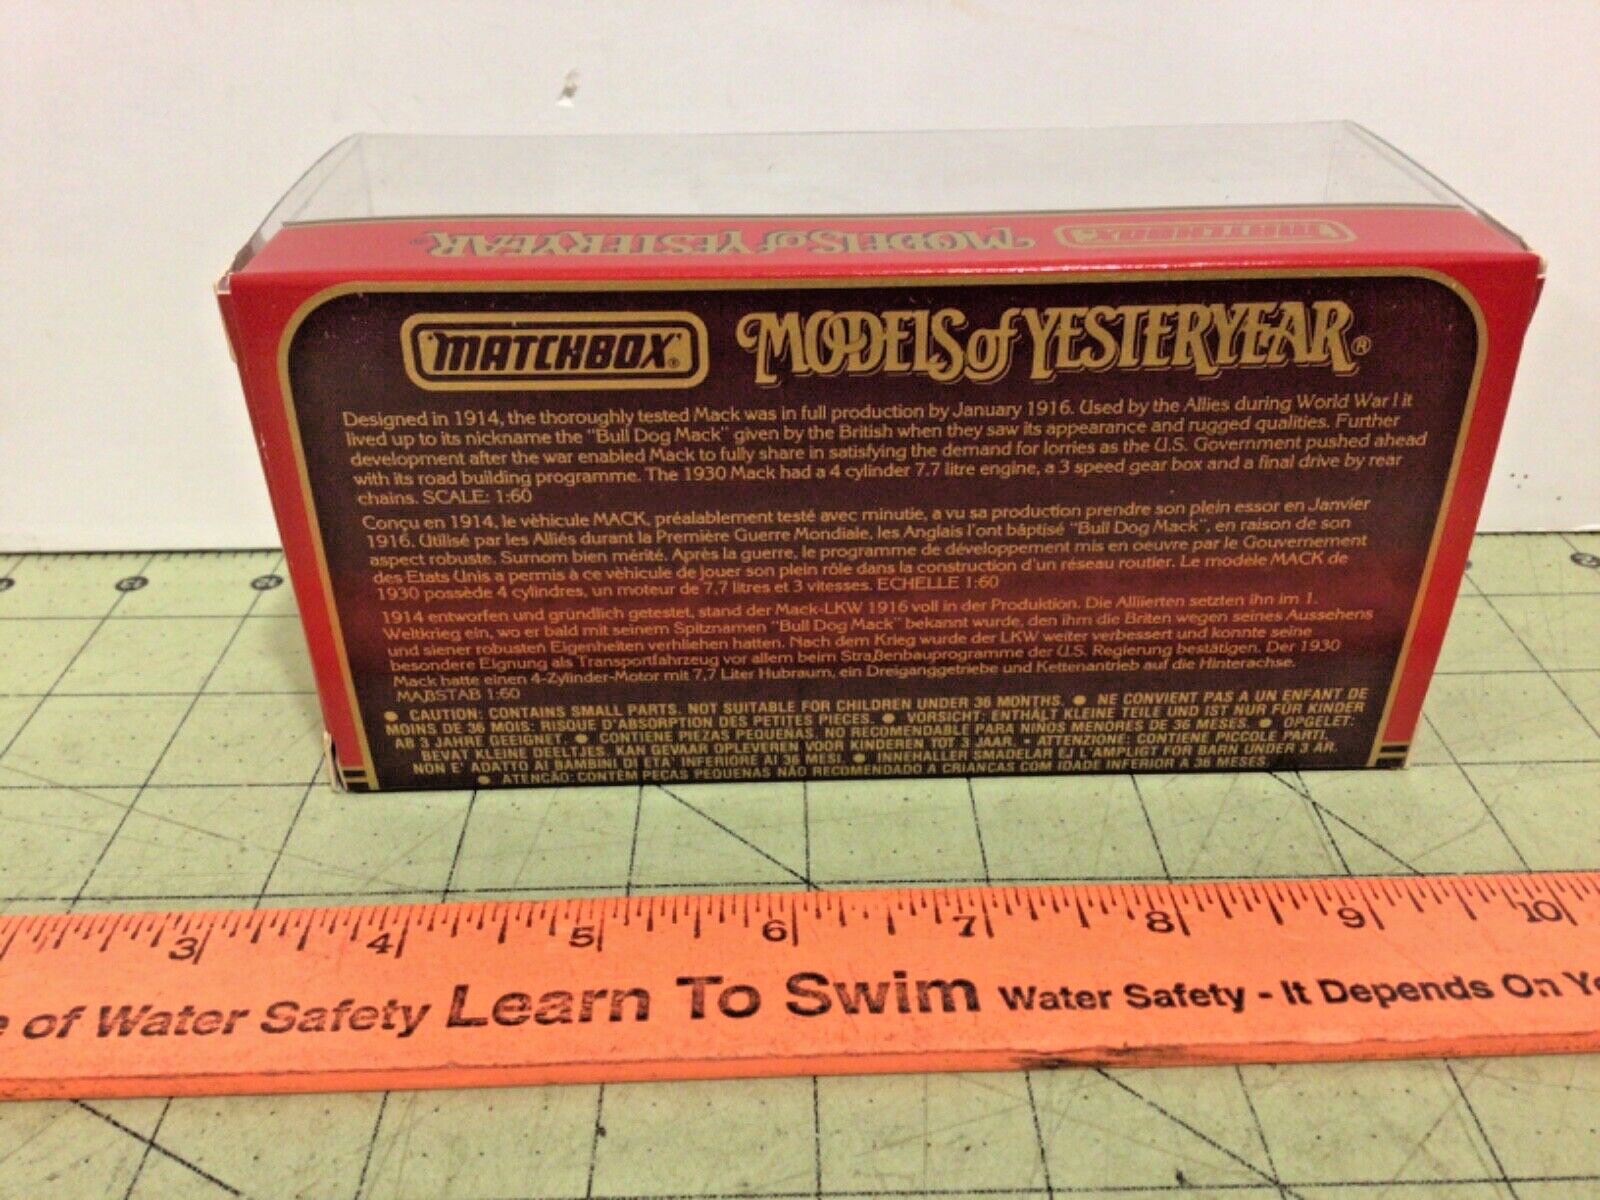 MATCHBOX MODELS of YESTERYEAR
MATCHBOX® MODELS of YESTERYEAR®
Designed in 1914, the thoroughly tested Mack was in full production by January 1916. Used by the Allies during World War I it
lived up to its nickname the "Bull Dog Mack" given by the British when they saw its appearance and rugged qualities. Further
development after the war enabled Mack to fully share in satisfying the demand for lorries as the U.S. Government pushed ahead
with its road building programme. The 1930 Mack had a 4 cylinder 7.7 litre engine, a 3 speed gear box and a final drive by rear
chains. SCALE: 1:60
Conçu en 1914, le vèhicule MACK, préalablement testé avec minutie, a vu sa production prendre son plein essor en Janvier
1916. Utilisé par les Alliés durant la Première Guerre Mondiale, les Anglais l'ont bâptisé "Bull Dog Mack", en raison de son
aspect robuste. Surnom bien mérité. Après la guerre, le programme de développement mis en oeuvre par le Gouvernement
des Etats Unis a permis à ce vèhicule de jouer son plein rôle dans la construction d'un réseau routier. Le modèle MACK de
1930 possède 4 cylindres, un moteur de 7,7 litres et 3 vitesses. ECHELLE 1:60
1914 entworfen und gründlich getestet, stand der Mack-LKW 1916 voll in der Produktion. Die Alliierten setzten ihn im 1.
Weltkrieg ein, wo er bald mit seinem Spitznamen "Bull Dog Mack" bekannt wurde, den ihm die Briten wegen seines Aussehens
und siener robusten Eigenheiten verhliehen hatten. Nach dem Krieg wurde der LKW weiter verbessert und konnte seine
besondere Eignung als Transportfahrzeug vor allem beim Straßenbauprogramme der U.S. Regierung bestätigen. Der 1930
Mack hatte einen 4-Zylinder-Motor mit 7,7 Liter Hubraum, ein Dreiganggetriebe und Kettenantrieb auf die Hinterachse.
MAßSTAB 1:60
● CAUTION: CONTAINS SMALL PARTS. NOT SUITABLE FOR CHILDREN UNDER 36 MONTHS. ● NE CONVIENT PAS A UN ENFANT DE
MOINS DE 36 MOIS: RISQUE D'ABSORPTION DES PETITES PIECES. ● VORSICHT: ENTHÄLT KLEINE TEILE UND IST NUR FÜR KINDER
AB 3 JAHRE GEEIGNET. ● CONTIENE PIEZAS PEQUENAS. NO RECOMENDABLE PARA NINOS MENORES DE 36 MESES. ● OPGELET:
BEVAT KLEINE DEELTJES. KAN GEVAAR OPLEVEREN VOOR KINDEREN TOT 3 JAAR. ● ATTENZIONE: CONTIENE PICCOLE PARTI.
NON E' ADATTO AI BAMBINI DI ETA' INFERIORE AI 36 MESI. ● INNEHALLER SMADELAR EJ LAMPLIGT FOR BARN UNDER 3 AR.
● ATENCÃO: CONTÉM PECAS PEQUENAS NÃO RECOMENDADO A CRIANCAS COM IDADE INFERIOR A 36 MESES.
3 4 5 6 7 8 9 10
of Water Safety Learn To Swim Water Safety - It Depends On